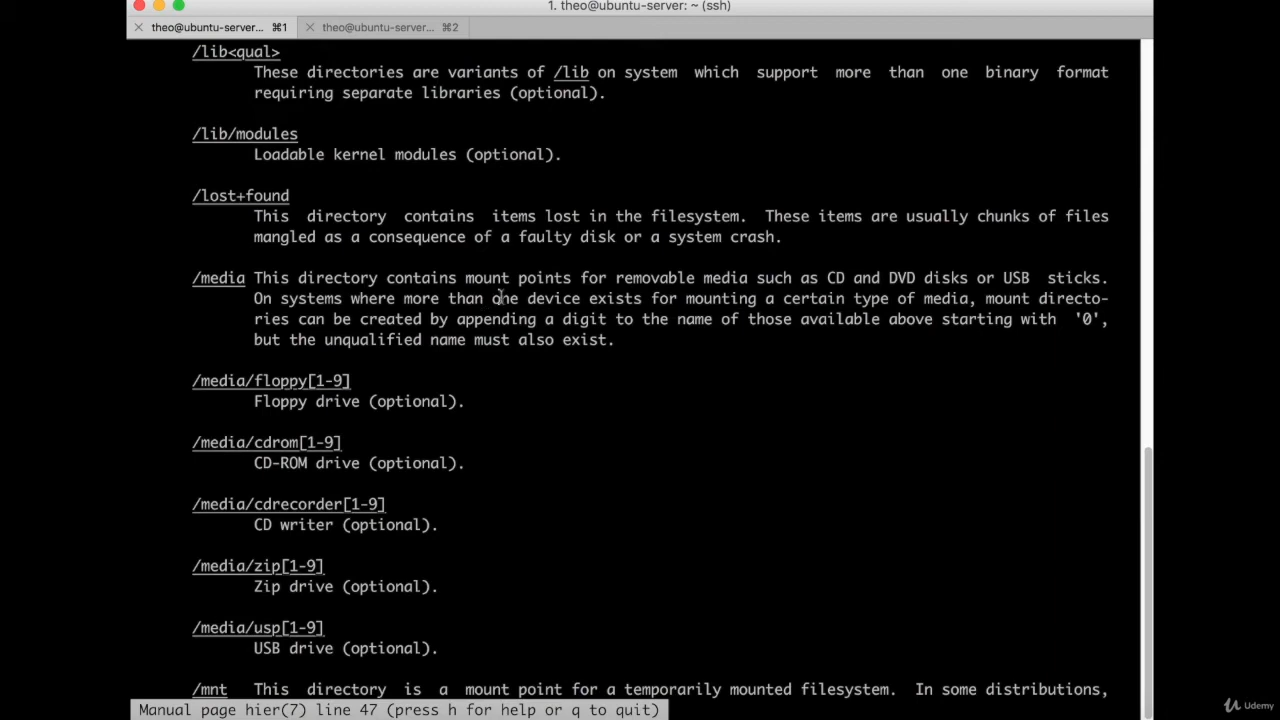 1. theo@ubuntu-server: ~ (ssh)
theo@ubuntu-server... ⌘1 theo@ubuntu-server... ⌘2
/lib<qual>
These directories are variants of /lib on system which support more than one binary format
requiring separate libraries (optional).
/lib/modules
Loadable kernel modules (optional).
/lost+found
This directory contains items lost in the filesystem. These items are usually chunks of files
mangled as a consequence of a faulty disk or a system crash.
/media This directory contains mount points for removable media such as CD and DVD disks or USB sticks.
On systems where more than one device exists for mounting a certain type of media, mount directo-
ries can be created by appending a digit to the name of those available above starting with '0',
but the unqualified name must also exist.
/media/floppy[1-9]
Floppy drive (optional).
/media/cdrom[1-9]
CD-ROM drive (optional).
/media/cdrecorder[1-9]
CD writer (optional).
/media/zip[1-9]
Zip drive (optional).
/media/usp[1-9]
USB drive (optional).
/mnt This directory is a mount point for a temporarily mounted filesystem. In some distributions,
Manual page hier(7) line 47 (press h for help or q to quit)
Udemy